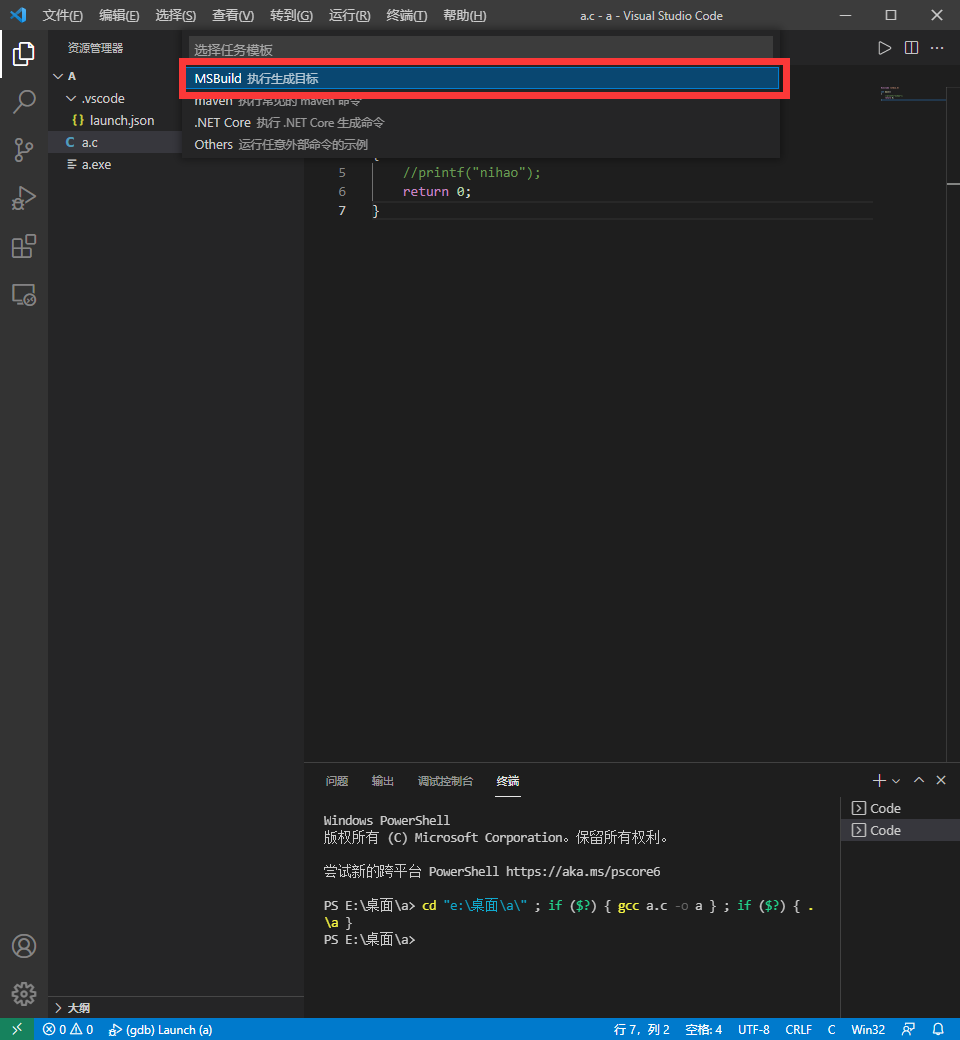 文件(F) 编辑(E) 选择(S) 查看(V) 转到(G) 运行(R) 终端(T) 帮助(H) a.c - a - Visual Studio Code
资源管理器
选择任务模板
MSBuild 执行生成目标
maven 执行常见的 maven 命令
.NET Core 执行 .NET Core 生成命令
Others 运行任意外部命令的示例
A
.vscode
{} launch.json
C a.c
a.exe
{
5 //printf("nihao");
6 return 0;
7 }
问题 输出 调试控制台 终端
Code
Code
Windows PowerShell
版权所有 (C) Microsoft Corporation。保留所有权利。
尝试新的跨平台 PowerShell https://aka.ms/pscore6
PS E:\桌面\a> cd "e:\桌面\a\" ; if ($?) { gcc a.c -o a } ; if ($?) { .
\a }
PS E:\桌面\a>
大纲
0 0 (gdb) Launch (a) 行 7，列 2 空格: 4 UTF-8 CRLF C Win32